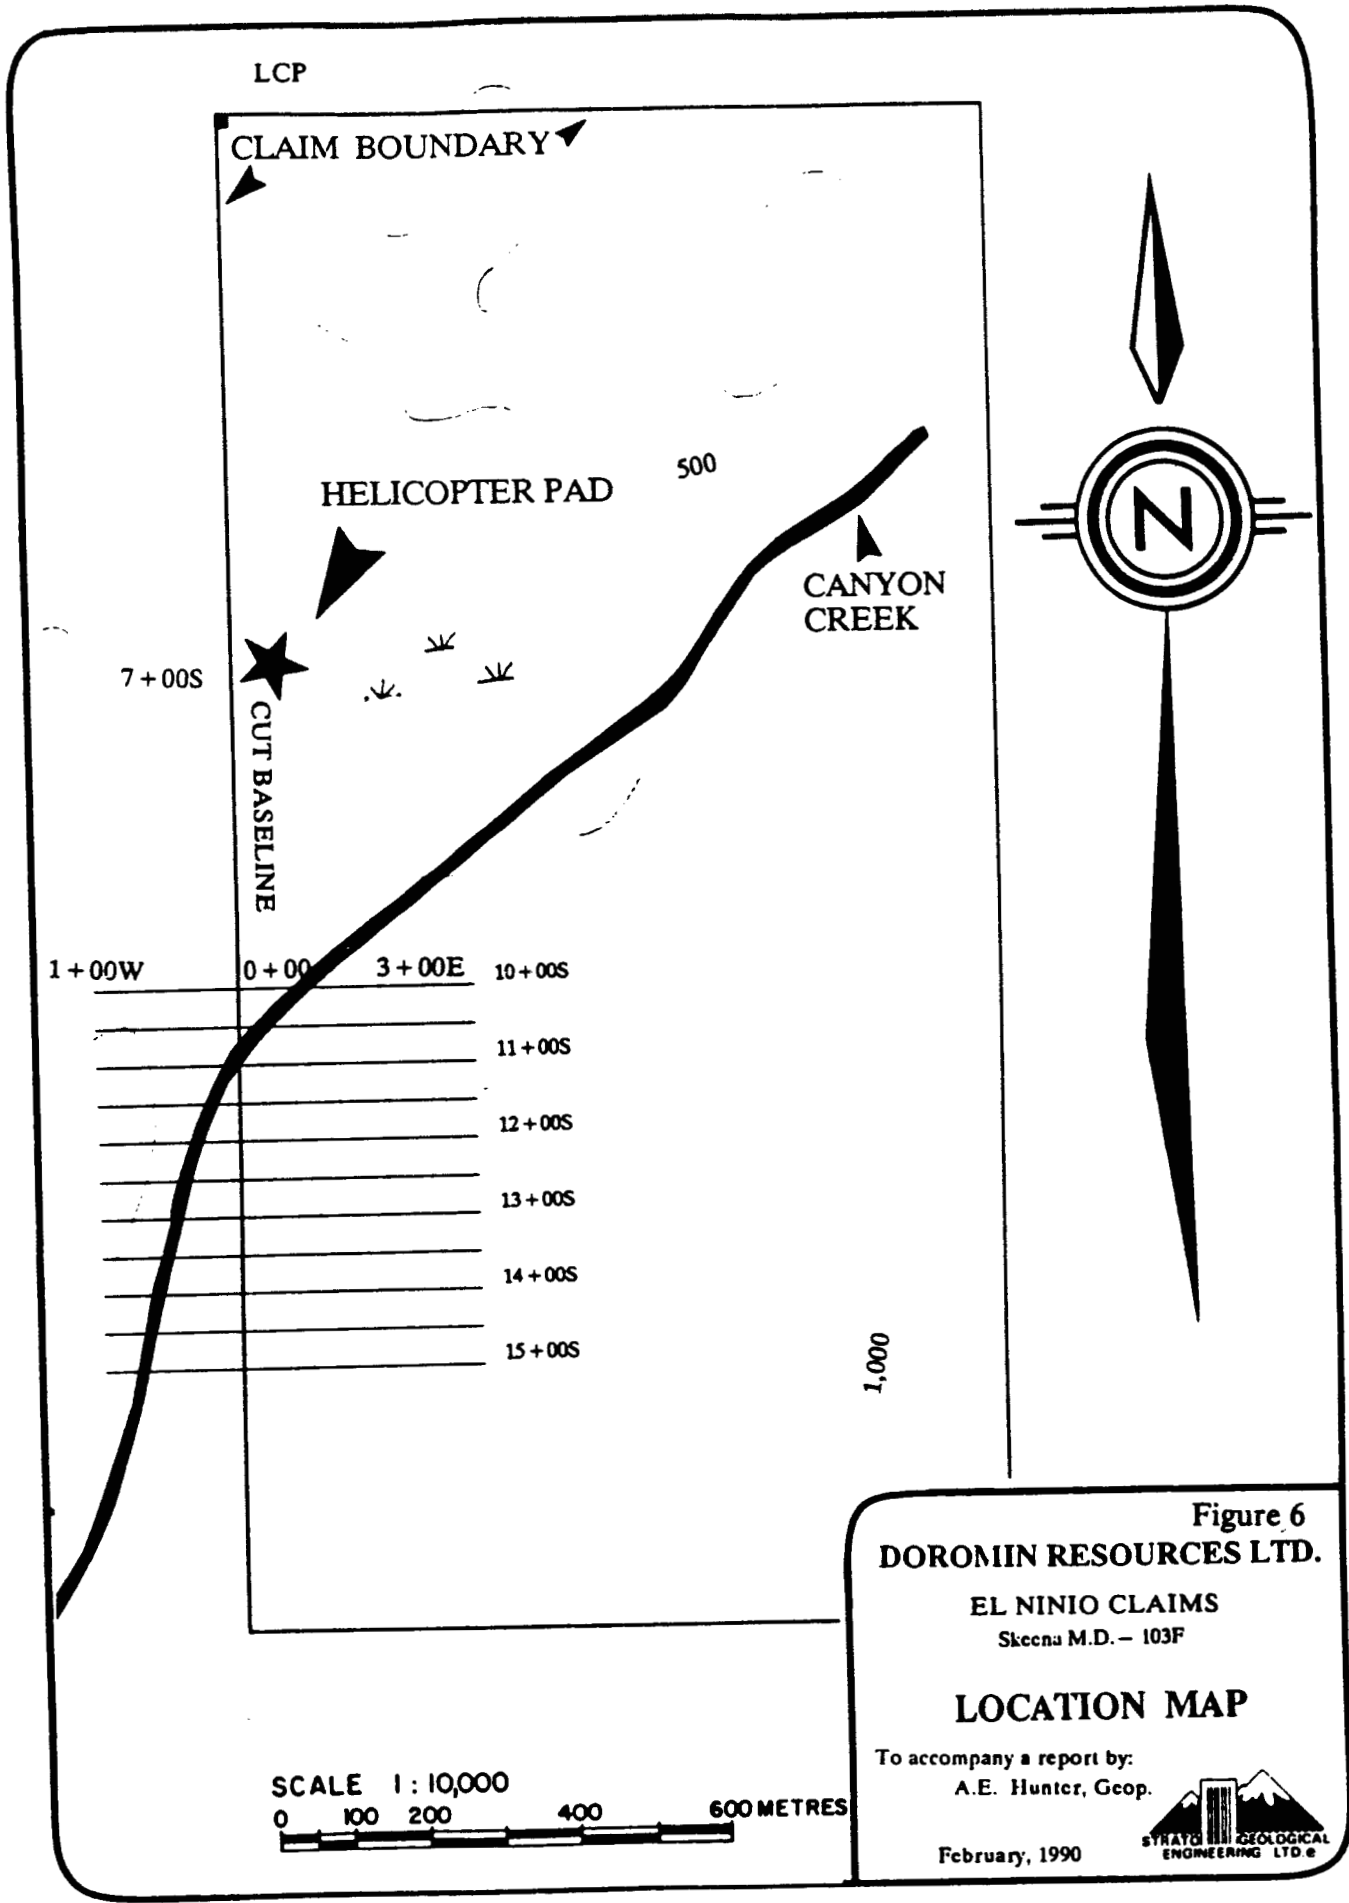 LCP
CLAIM BOUNDARY
500
HELICOPTER PAD
N
CANYON
CREEK
7+00S
CUT BASELINE
1+00W 0+00 3+00E 10+00S
11+00S
12+00S
13+00S
14+00S
15+00S
1,000
Figure 6
DOROMIN RESOURCES LTD.
EL NINIO CLAIMS
Skeena M.D. – 103F
LOCATION MAP
To accompany a report by:
A.E. Hunter, Geop.
February, 1990
STRATO GEOLOGICAL
ENGINEERING LTD.
SCALE 1:10,000
0 100 200 400 600 METRES